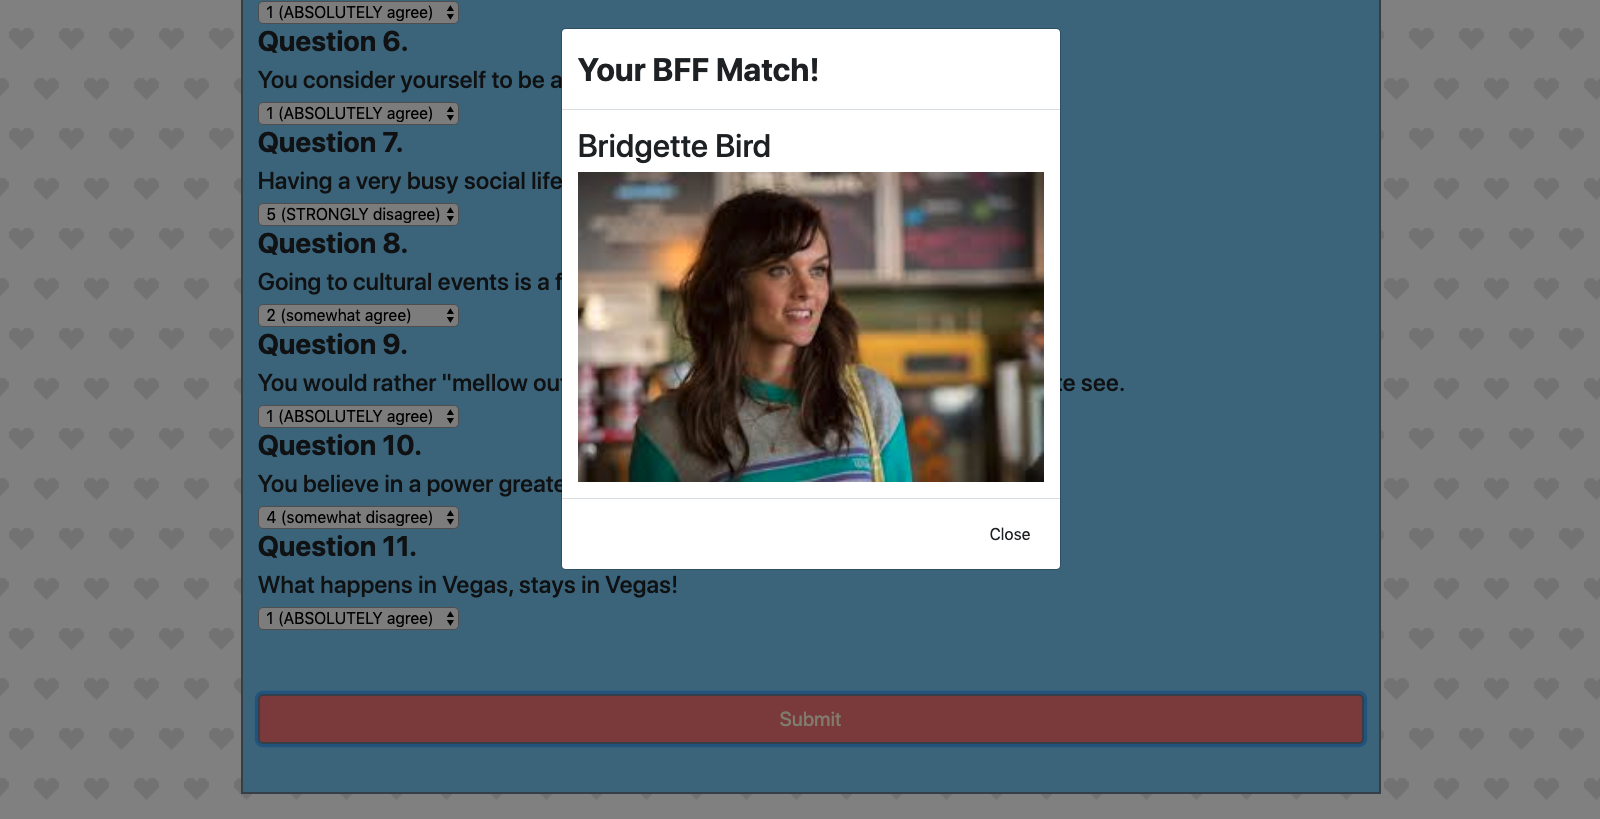 1 (ABSOLUTELY agree)
Question 6.
You consider yourself to be a
1 (ABSOLUTELY agree)
Question 7.
Having a very busy social life
5 (STRONGLY disagree)
Question 8.
Going to cultural events is a
2 (somewhat agree)
Question 9.
You would rather "mellow see.
1 (ABSOLUTELY agree)
Question 10.
You believe in a power
4 (somewhat disagree)
Question 11.
What happens in Vegas, stays in Vegas!
1 (ABSOLUTELY agree)
Submit
Your BFF Match!
Bridgette Bird
Close